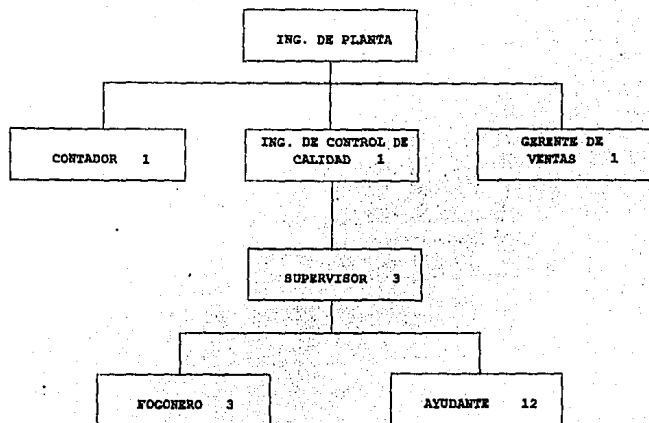 ING. DE PLANTA
CONTADOR 1
ING. DE CONTROL DE
CALIDAD 1
GERENTE DE
VENTAS 1
SUPERVISOR 3
FOGONERO 3
AYUDANTE 12